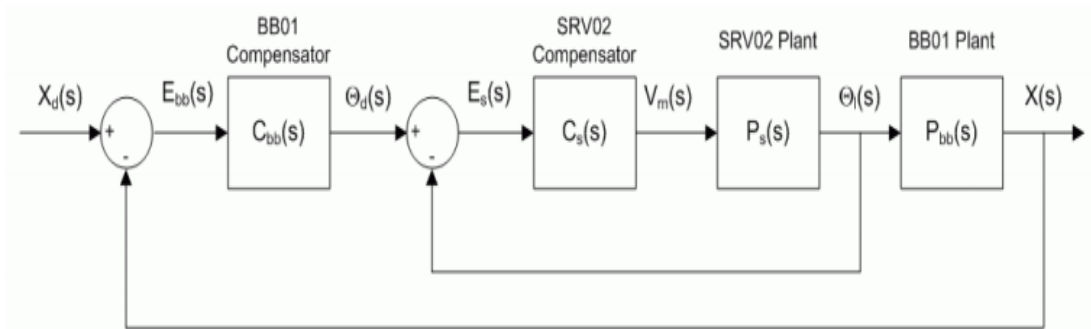 BB01
Compensator
SRV02
Compensator
SRV02 Plant
BB01 Plant
X_d(s)
E_bb(s)
Θ_d(s)
E_s(s)
V_m(s)
Θ_l(s)
X(s)
+
-
C_bb(s)
+
-
C_s(s)
P_s(s)
P_bb(s)